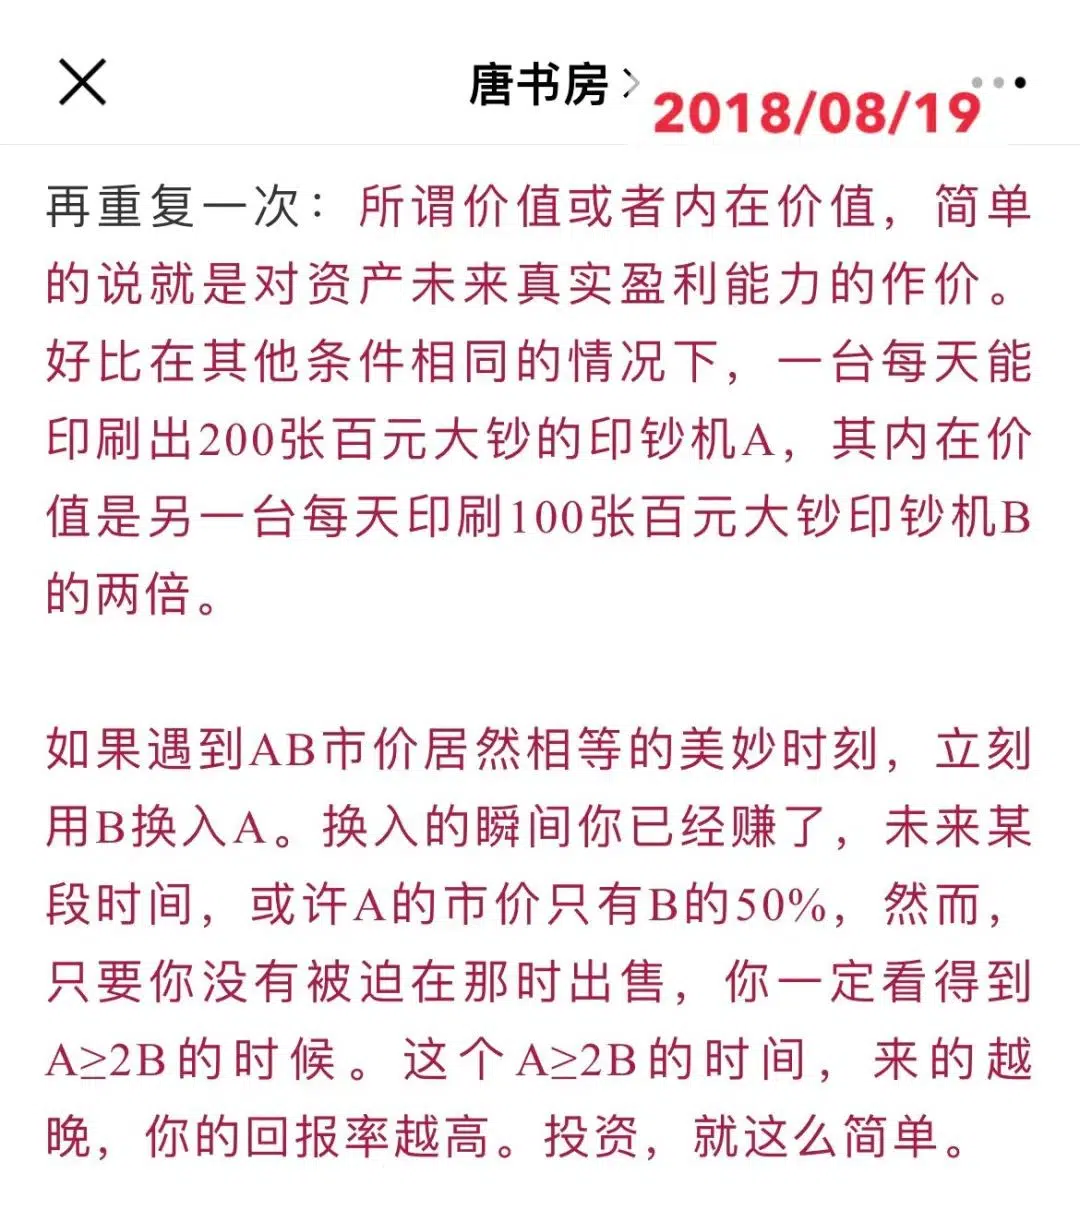 唐书房
2018/08/19
再重复一次：所谓价值或者内在价值，简单
的说就是对资产未来真实盈利能力的作价。
好比在其他条件相同的情况下，一台每天能
印刷出200张百元大钞的印钞机A，其内在价
值是另一台每天印刷100张百元大钞印钞机B
的两倍。
如果遇到AB市价居然相等的美妙时刻，立刻
用B换入A。换入的瞬间你已经赚了，未来某
段时间，或许A的市价只有B的50%，然而，
只要你没有被迫在那时出售，你一定看得到
A≥2B的时候。这个A≥2B的时间，来的越
晚，你的回报率越高。投资，就这么简单。